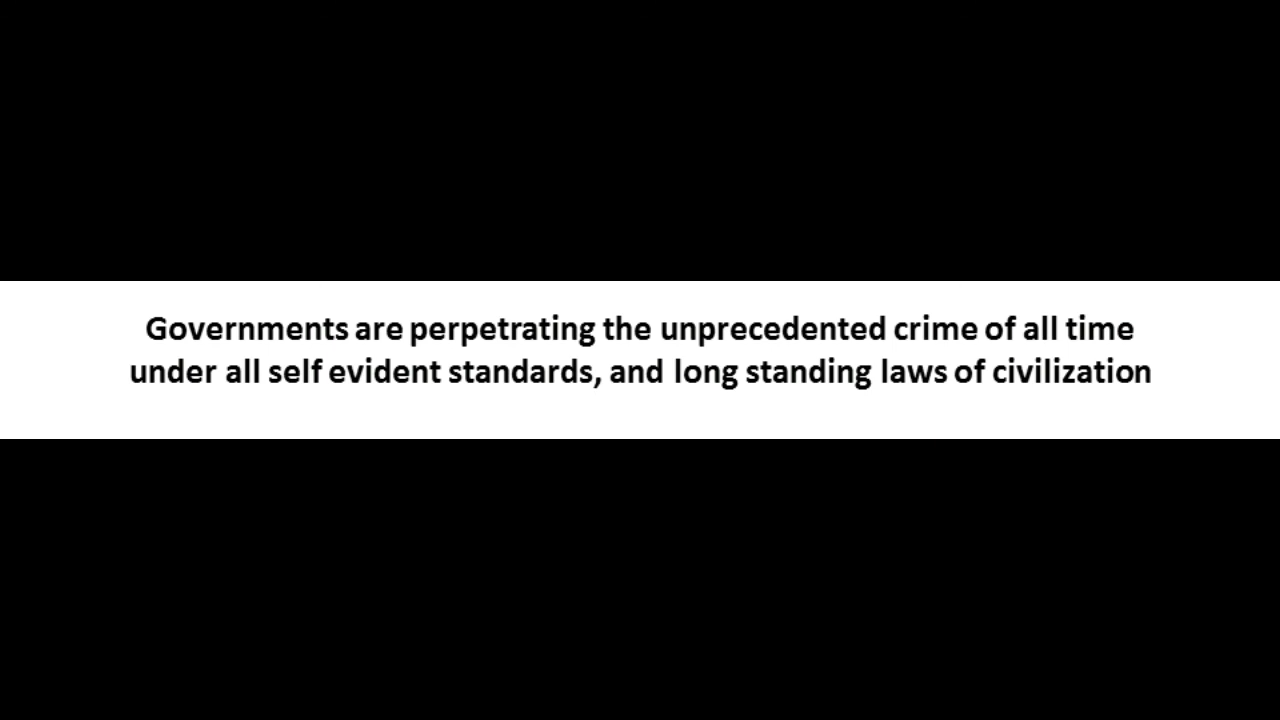 Governments are perpetrating the unprecedented crime of all time
under all self evident standards, and long standing laws of civilization